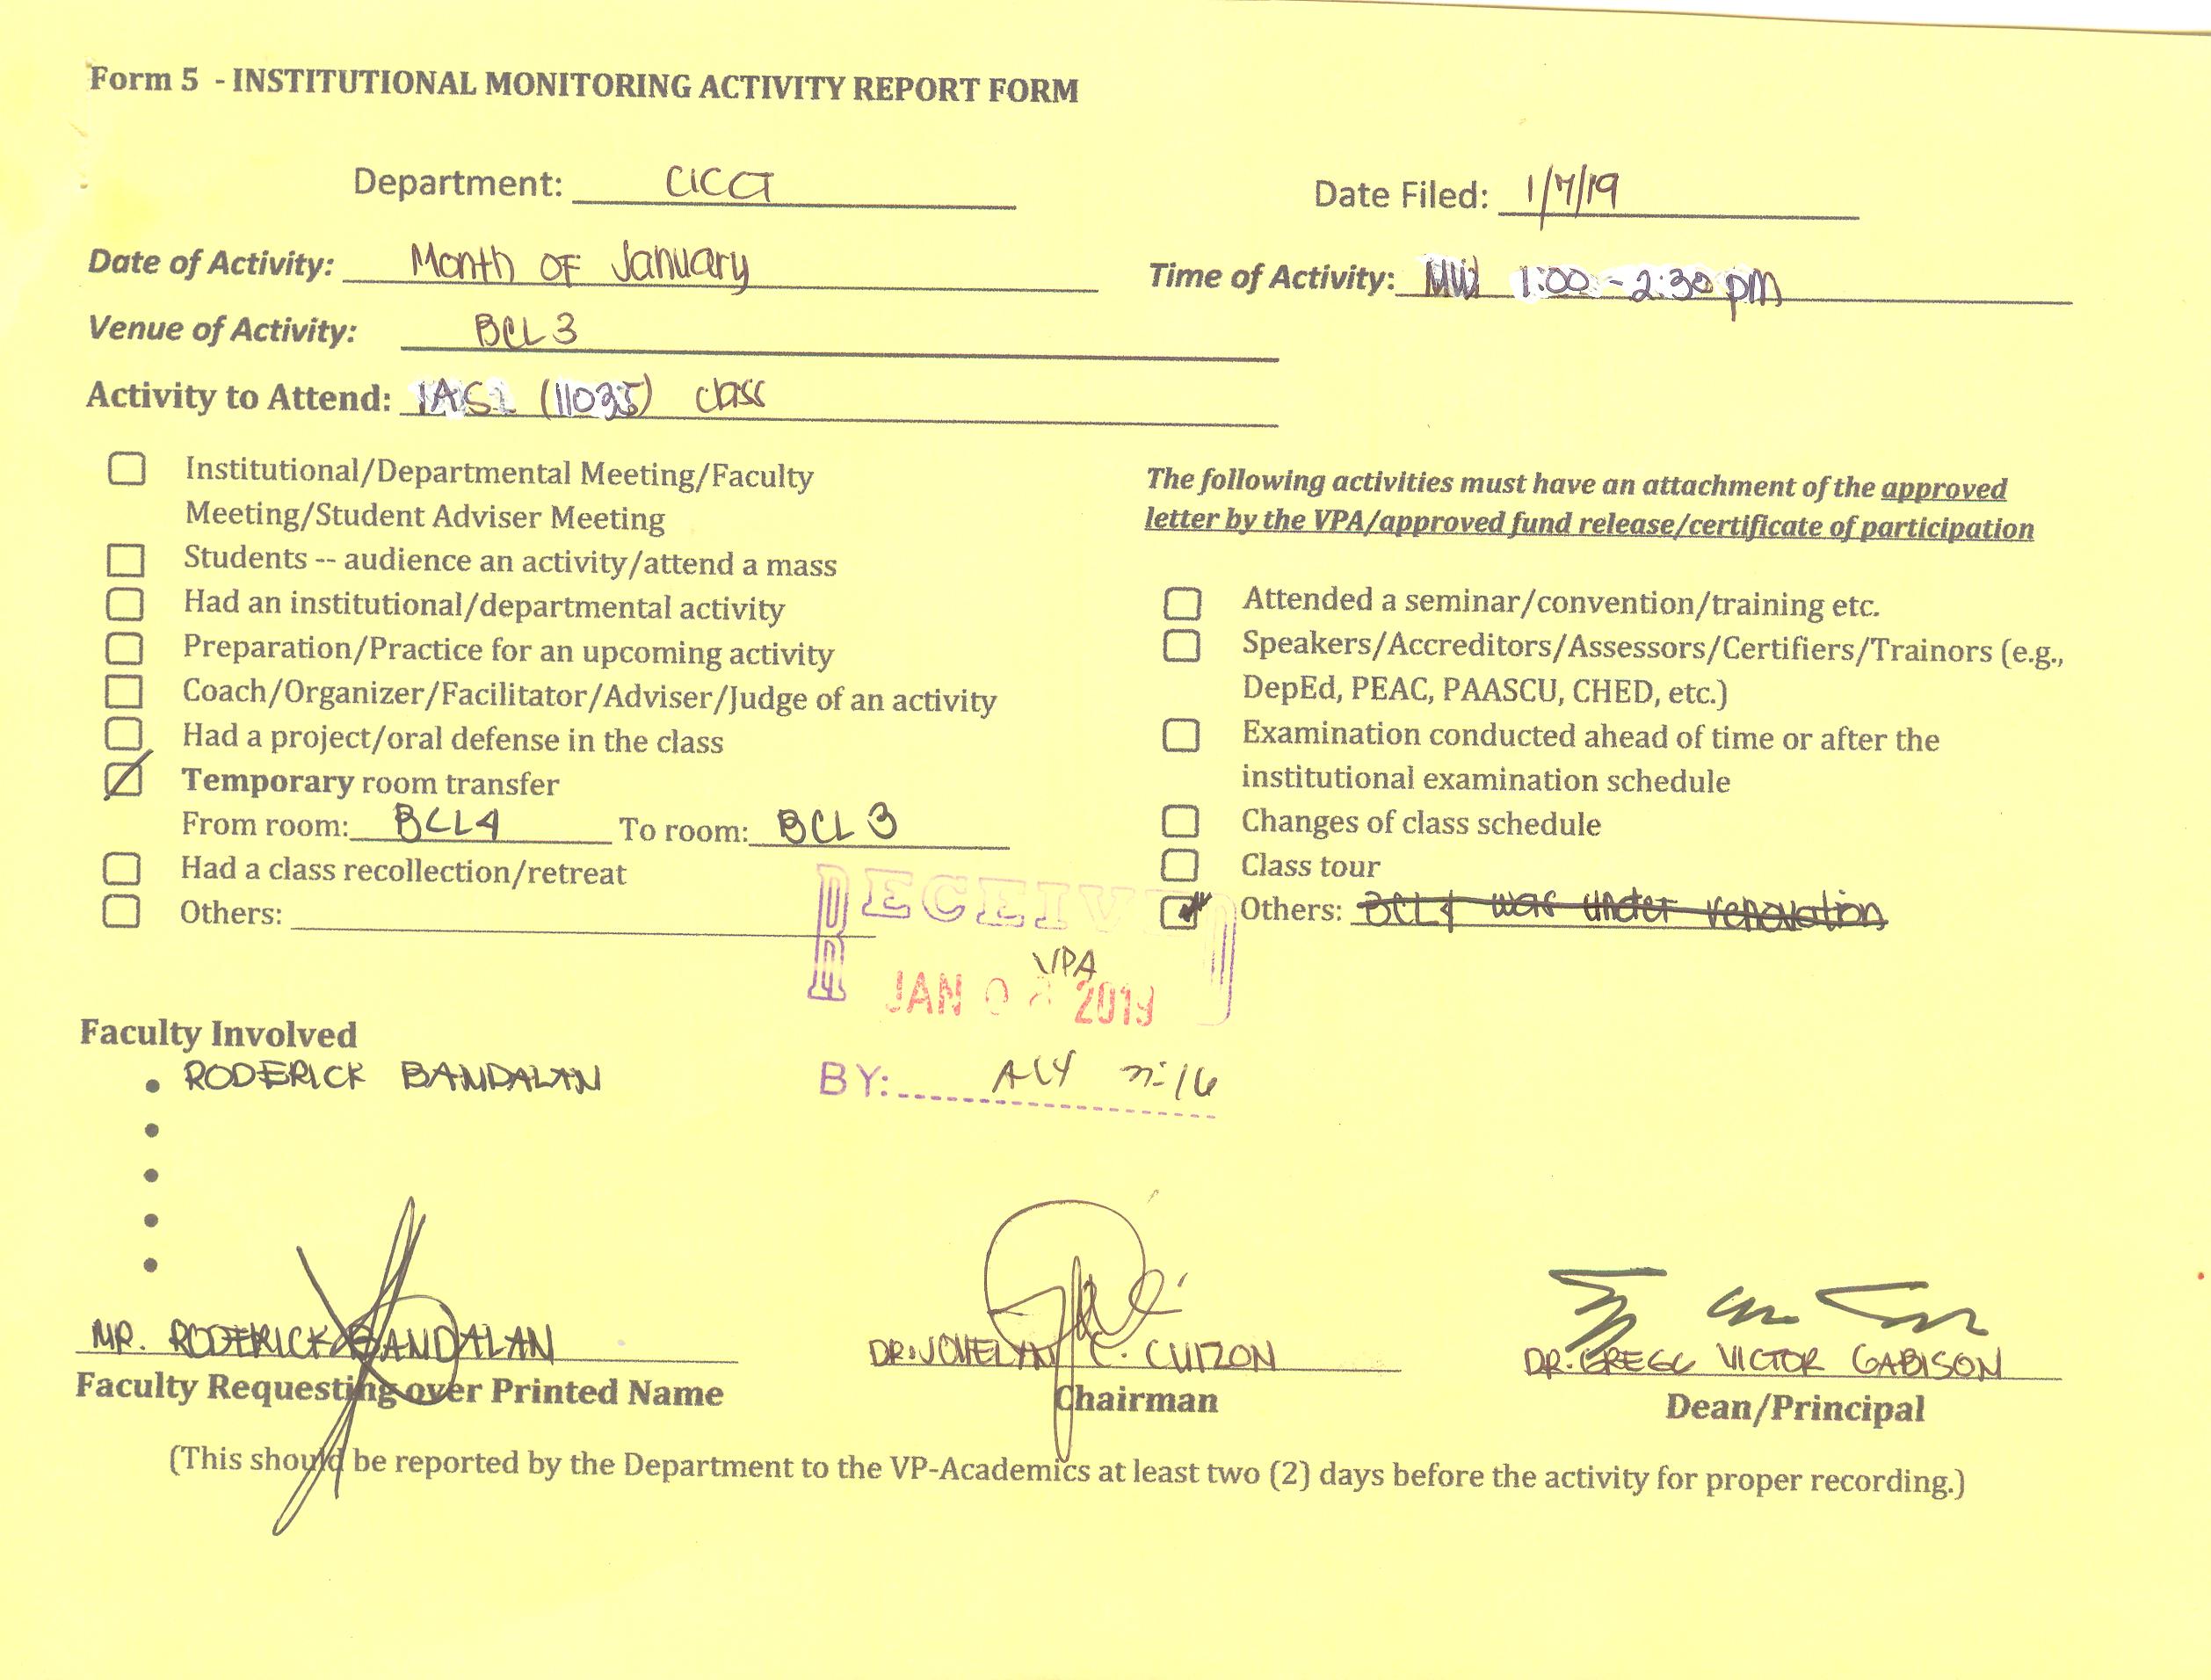 Form 5 - INSTITUTIONAL MONITORING ACTIVITY REPORT FORM
Department: CICCT
Date Filed: 1/7/19
Date of Activity: Month OF January
Time of Activity: MW 1:00 - 2:30 pm
Venue of Activity: BCL 3
Activity to Attend: class
Institutional/Departmental Meeting/Faculty
Meeting/Student Adviser Meeting
Students -- audience an activity/attend a mass
Had an institutional/departmental activity
Preparation/Practice for an upcoming activity
Coach/Organizer/Facilitator/Adviser/Judge of an activity
Had a project/oral defense in the class
Temporary room transfer
From room: BCL4 To room: BCL 3
Had a class recollection/retreat
Others:
The following activities must have an attachment of the approved
letter by the VPA/approved fund release/certificate of participation
Attended a seminar/convention/training etc.
Speakers/Accreditors/Assessors/Certifiers/Trainors (e.g.,
DepEd, PEAC, PAASCU, CHED, etc.)
Examination conducted ahead of time or after the
institutional examination schedule
Changes of class schedule
Class tour
Others: BCL4 was under renovation
RECEIVED
VPA
JAN 2019
BY:
Faculty Involved
• RODERICK BANDALAN
•
•
•
•
MR. RODERICK BANDALAN
Faculty Requesting over Printed Name
DR. JOVELYN C. CUIZON
Chairman
DR. GREGG VICTOR GABISON
Dean/Principal
(This should be reported by the Department to the VP-Academics at least two (2) days before the activity for proper recording.)